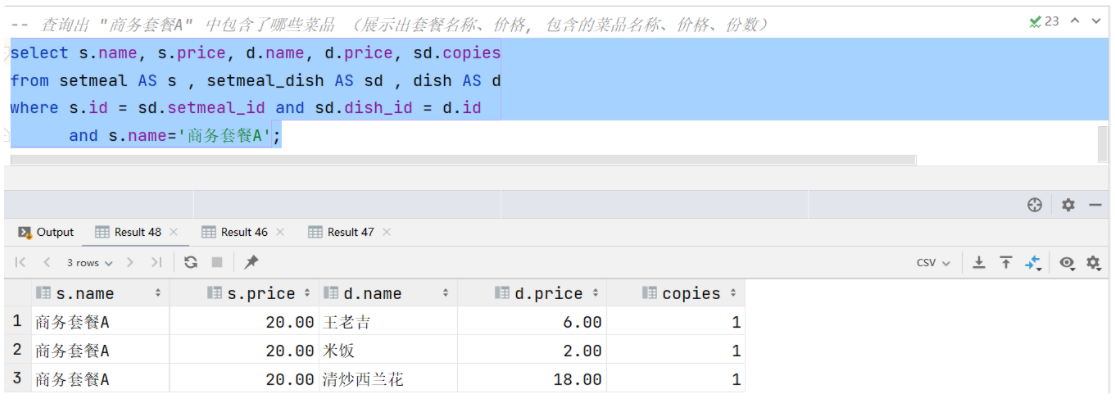 -- 查询出 "商务套餐A" 中包含了哪些菜品 （展示出套餐名称、价格, 包含的菜品名称、价格、份数）
23
select s.name, s.price, d.name, d.price, sd.copies
from setmeal AS s , setmeal_dish AS sd , dish AS d
where s.id = sd.setmeal_id and sd.dish_id = d.id
and s.name='商务套餐A';
Output Result 48 Result 46 Result 47
3 rows CSV
s.name s.price d.name d.price copies
1 商务套餐A 20.00 王老吉 6.00 1
2 商务套餐A 20.00 米饭 2.00 1
3 商务套餐A 20.00 清炒西兰花 18.00 1